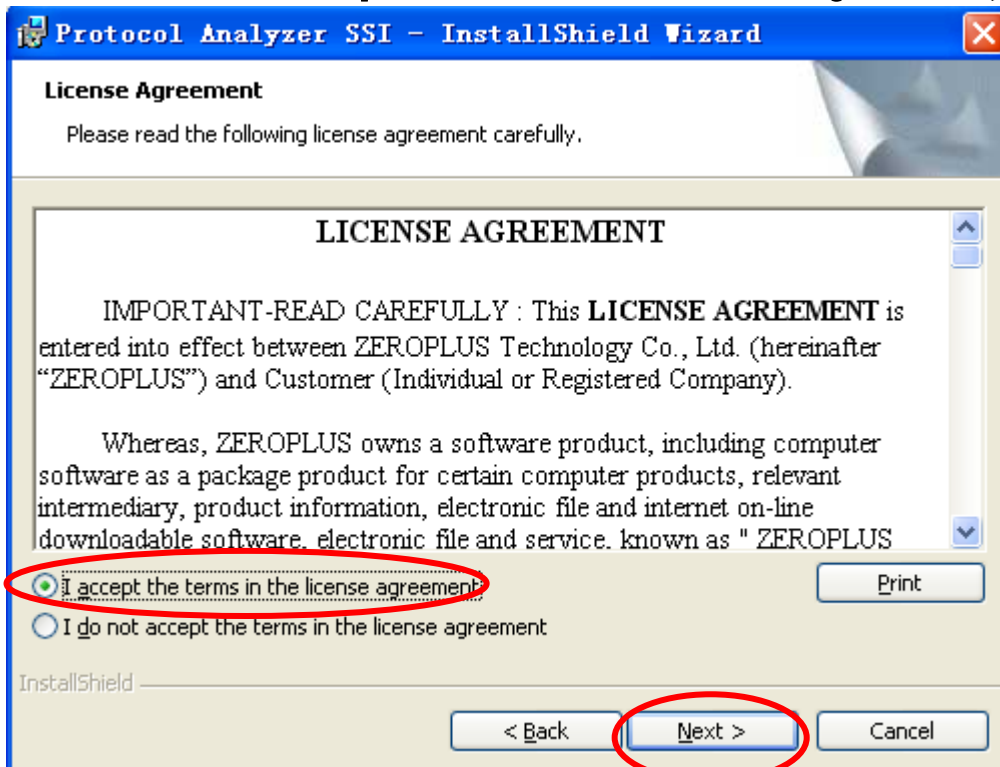 Protocol Analyzer SSI - InstallShield Wizard
License Agreement
Please read the following license agreement carefully.
LICENSE AGREEMENT
IMPORTANT-READ CAREFULLY : This LICENSE AGREEMENT is
entered into effect between ZEROPLUS Technology Co., Ltd. (hereinafter
“ZEROPLUS”) and Customer (Individual or Registered Company).
Whereas, ZEROPLUS owns a software product, including computer
software as a package product for certain computer products, relevant
intermediary, product information, electronic file and internet on-line
downloadable software, electronic file and service, known as " ZEROPLUS
I accept the terms in the license agreement
Print
I do not accept the terms in the license agreement
InstallShield
< Back
Next >
Cancel